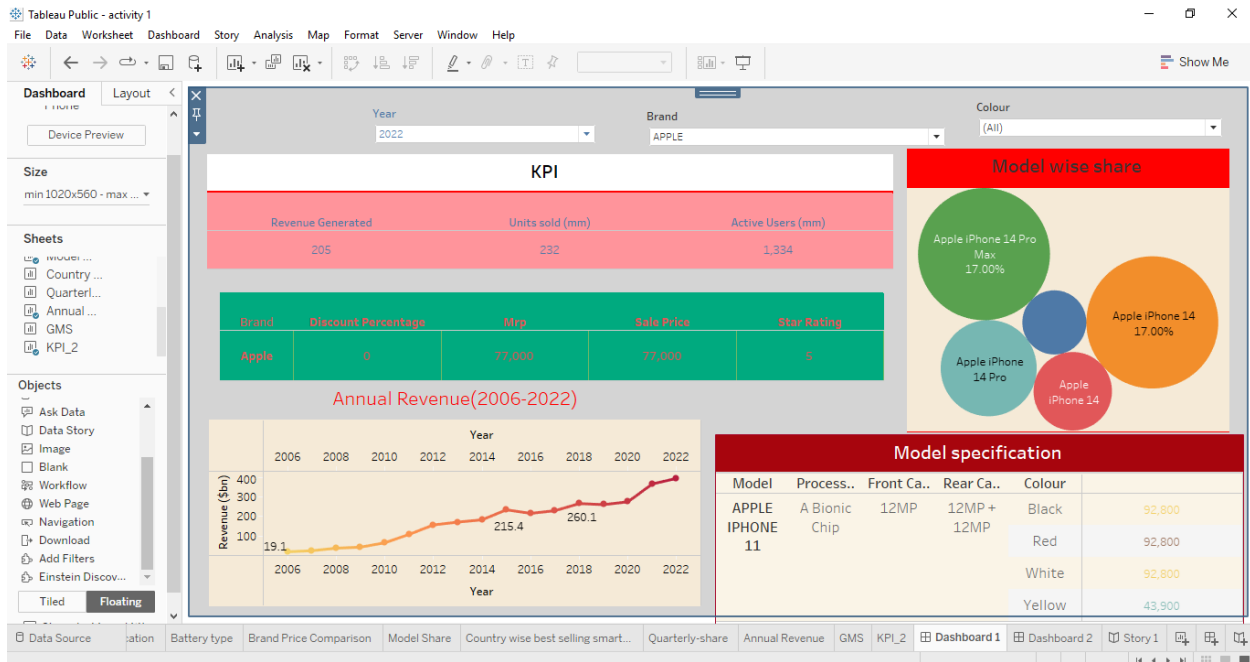 Tableau Public - activity 1
File Data Worksheet Dashboard Story Analysis Map Format Server Window Help
Show Me
Dashboard Layout
Phone
Device Preview
Size
min 1020x560 - max ...
Sheets
Model ...
Country ...
Quarterl...
Annual ...
GMS
KPI_2
Objects
Ask Data
Data Story
Image
Blank
Workflow
Web Page
Navigation
Download
Add Filters
Einstein Discov...
Tiled Floating
Year
2022
Brand
APPLE
Colour
(All)
KPI
Revenue Generated Units sold (mm) Active Users (mm)
205 232 1,334
Brand Discount Percentage Mrp Sale Price Star Rating
Apple 0 77,000 77,000 5
Model wise share
Apple iPhone 14 Pro
Max
17.00%
Apple iPhone 14
17.00%
Apple iPhone
14 Pro
Apple
iPhone 14
Annual Revenue(2006-2022)
Year
2006 2008 2010 2012 2014 2016 2018 2020 2022
Revenue ($bn)
400
300
200
100
19.1
215.4
260.1
2006 2008 2010 2012 2014 2016 2018 2020 2022
Year
Model specification
Model Process.. Front Ca.. Rear Ca.. Colour
APPLE
IPHONE
11
A Bionic
Chip
12MP
12MP +
12MP
Black 92,800
Red 92,800
White 92,800
Yellow 43,900
Data Source ation Battery type Brand Price Comparison Model Share Country wise best selling smart... Quarterly-share Annual Revenue GMS KPI_2 Dashboard 1 Dashboard 2 Story 1